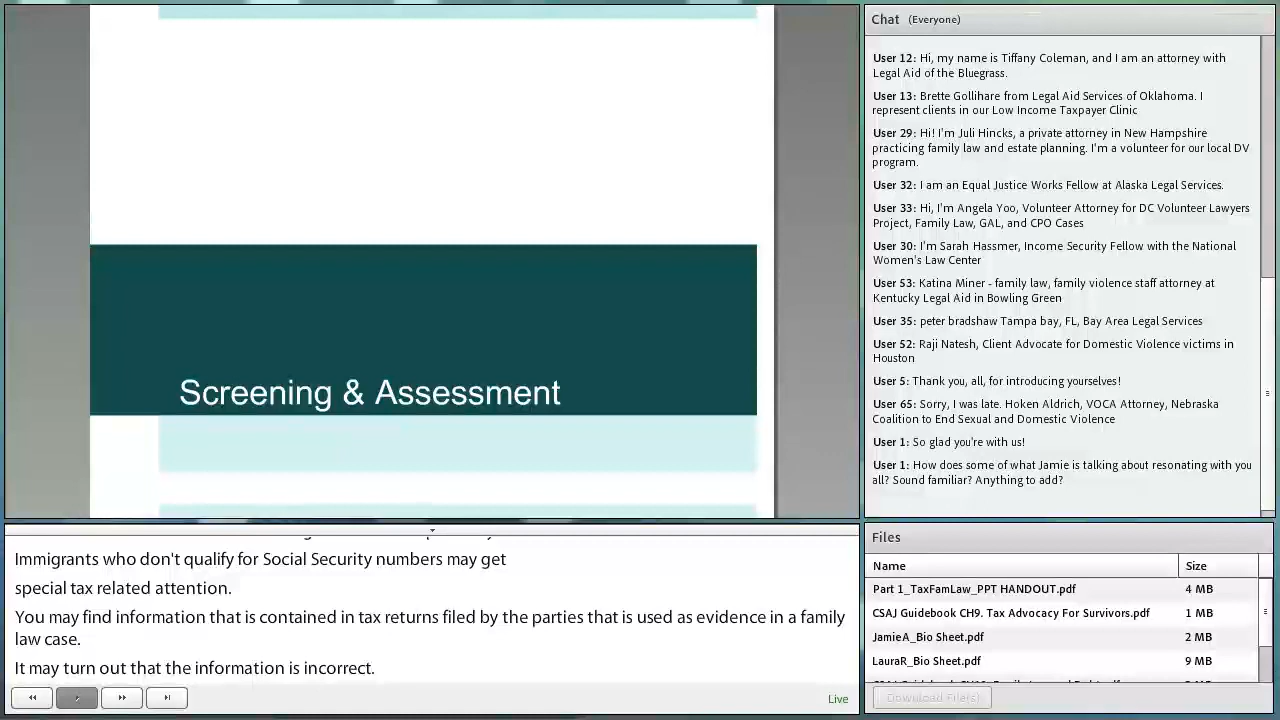 Screening & Assessment
Immigrants who don't qualify for Social Security numbers may get
special tax related attention.
You may find information that is contained in tax returns filed by the parties that is used as evidence in a family
law case.
It may turn out that the information is incorrect.
Live
Chat (Everyone)
User 12: Hi, my name is Tiffany Coleman, and I am an attorney with
Legal Aid of the Bluegrass.
User 13: Brette Gollihare from Legal Aid Services of Oklahoma. I
represent clients in our Low Income Taxpayer Clinic
User 29: Hi! I'm Juli Hincks, a private attorney in New Hampshire
practicing family law and estate planning. I'm a volunteer for our local DV
program.
User 32: I am an Equal Justice Works Fellow at Alaska Legal Services.
User 33: Hi, I'm Angela Yoo, Volunteer Attorney for DC Volunteer Lawyers
Project, Family Law, GAL, and CPO Cases
User 30: I'm Sarah Hassmer, Income Security Fellow with the National
Women's Law Center
User 53: Katina Miner - family law, family violence staff attorney at
Kentucky Legal Aid in Bowling Green
User 35: peter bradshaw Tampa bay, FL, Bay Area Legal Services
User 52: Raji Natesh, Client Advocate for Domestic Violence victims in
Houston
User 5: Thank you, all, for introducing yourselves!
User 65: Sorry, I was late. Hoken Aldrich, VOCA Attorney, Nebraska
Coalition to End Sexual and Domestic Violence
User 1: So glad you're with us!
User 1: How does some of what Jamie is talking about resonating with you
all? Sound familiar? Anything to add?
Files
Name Size
Part 1_TaxFamLaw_PPT HANDOUT.pdf 4 MB
CSAJ Guidebook CH9. Tax Advocacy For Survivors.pdf 1 MB
JamieA_Bio Sheet.pdf 2 MB
LauraR_Bio Sheet.pdf 9 MB
Download File(s)